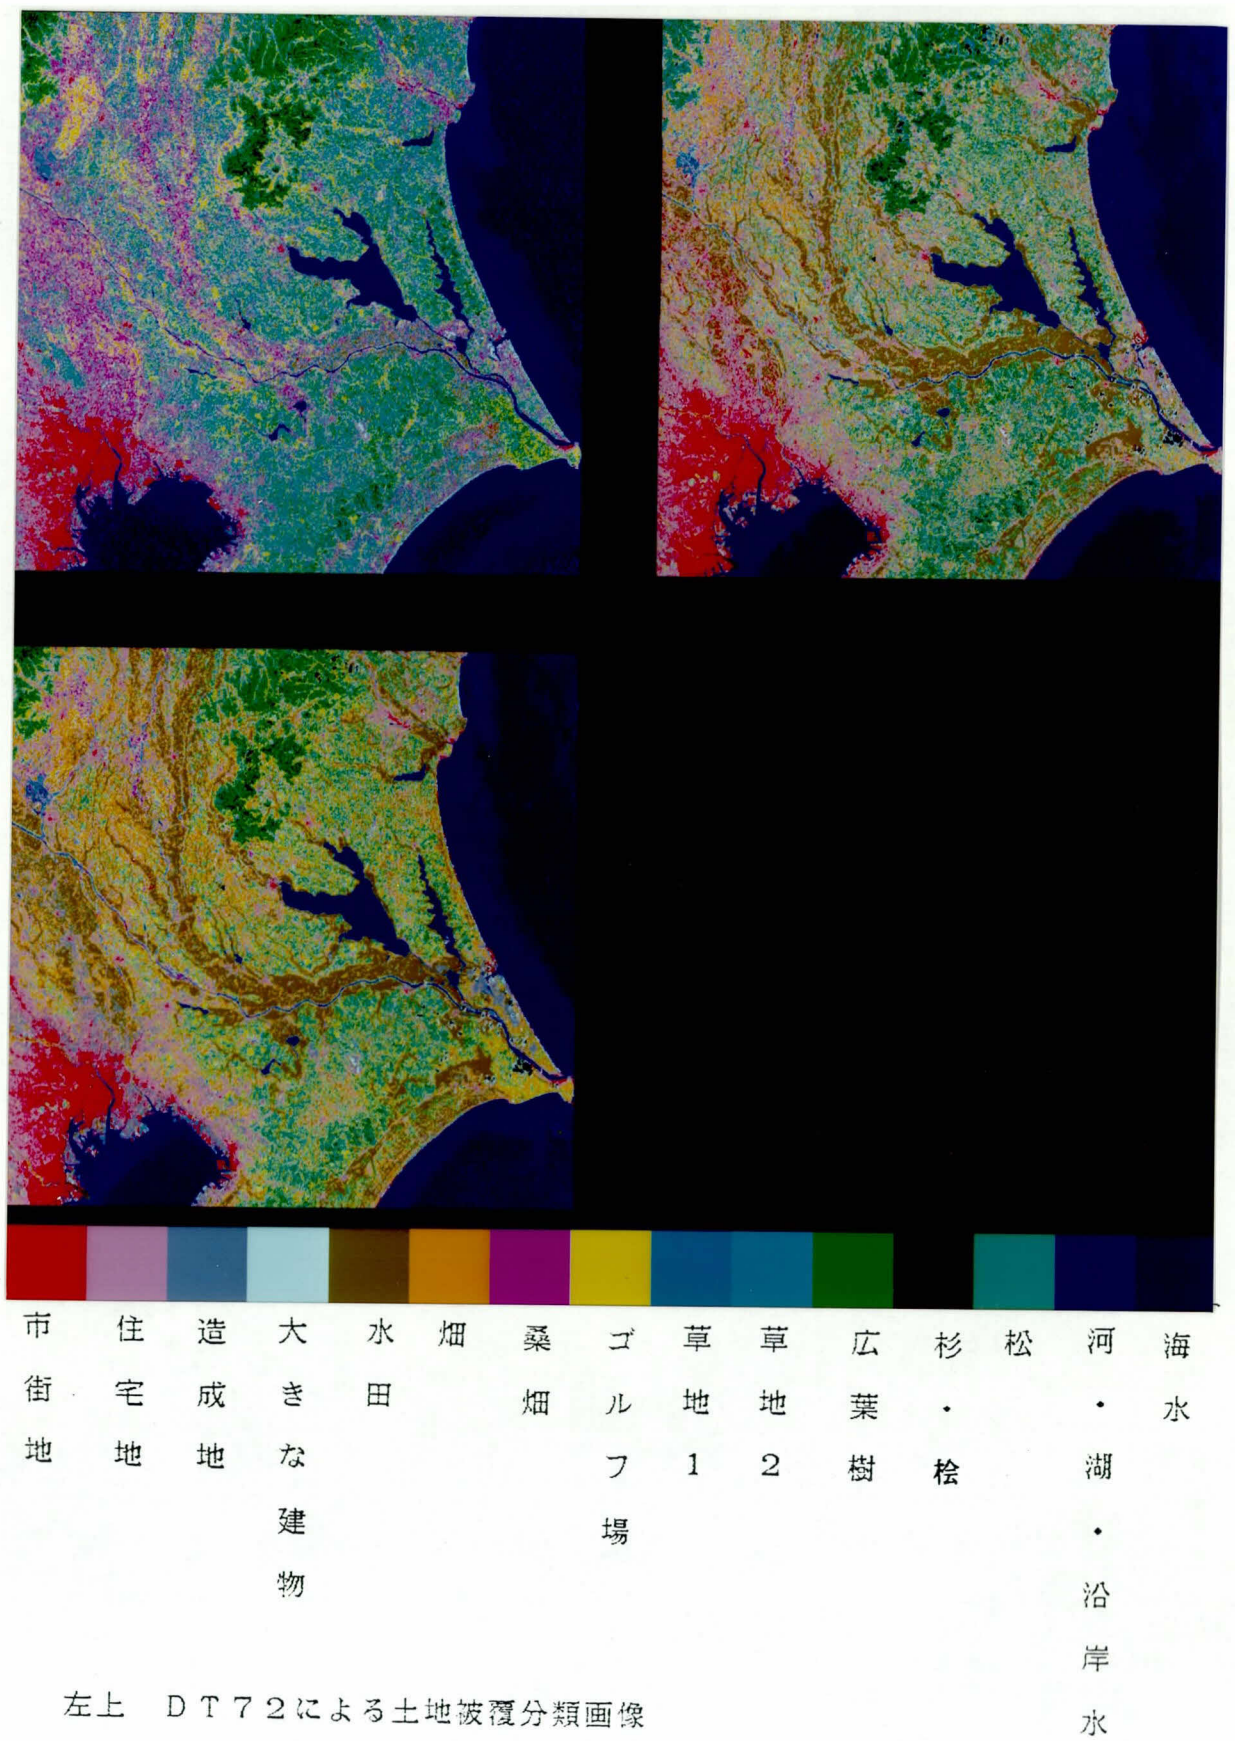 市街地
住宅地
造成地
大きな建物
水田
畑
桑畑
ゴルフ場
草地1
草地2
広葉樹
杉・桧
松
河・湖・沿岸水
海水
左上 DT72による土地被覆分類画像